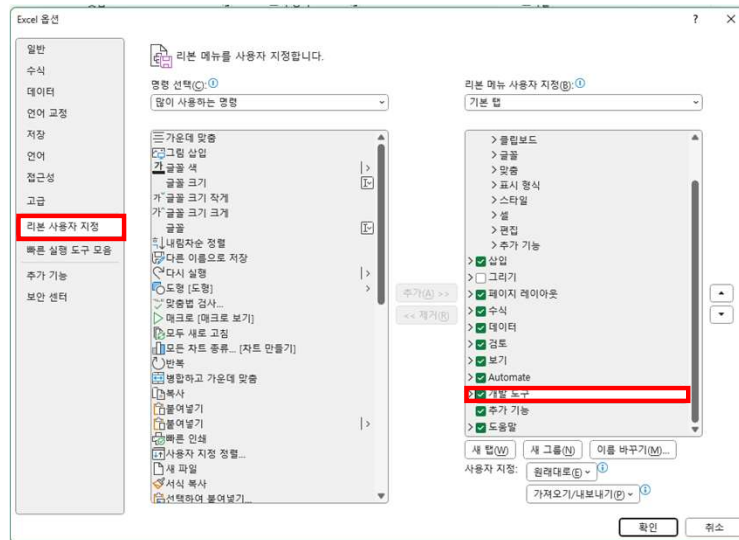 Excel 옵션
? ×
일반
수식
데이터
언어 교정
저장
언어
접근성
고급
리본 사용자 지정
빠른 실행 도구 모음
추가 기능
보안 센터
리본 메뉴를 사용자 지정합니다.
명령 선택(C):
많이 사용하는 명령
가운데 맞춤
그림 삽입
글꼴 색
글꼴 크기
글꼴 크기 작게
글꼴 크기 크게
글꼴
내림차순 정렬
다른 이름으로 저장
다시 실행
도형 [도형]
맞춤법 검사...
매크로 [매크로 보기]
모두 새로 고침
모든 차트 종류... [차트 만들기]
반복
병합하고 가운데 맞춤
복사
붙여넣기
붙여넣기
빠른 인쇄
사용자 지정 정렬...
새 파일
서식 복사
선택하여 붙여넣기...
추가(A) >>
<< 제거(R)
리본 메뉴 사용자 지정(B):
기본 탭
클립보드
글꼴
맞춤
표시 형식
스타일
셀
편집
추가 기능
삽입
그리기
페이지 레이아웃
수식
데이터
검토
보기
Automate
개발 도구
추가 기능
도움말
새 탭(W) 새 그룹(N) 이름 바꾸기(M)...
사용자 지정: 원래대로(E)
가져오기/내보내기(P)
확인 취소